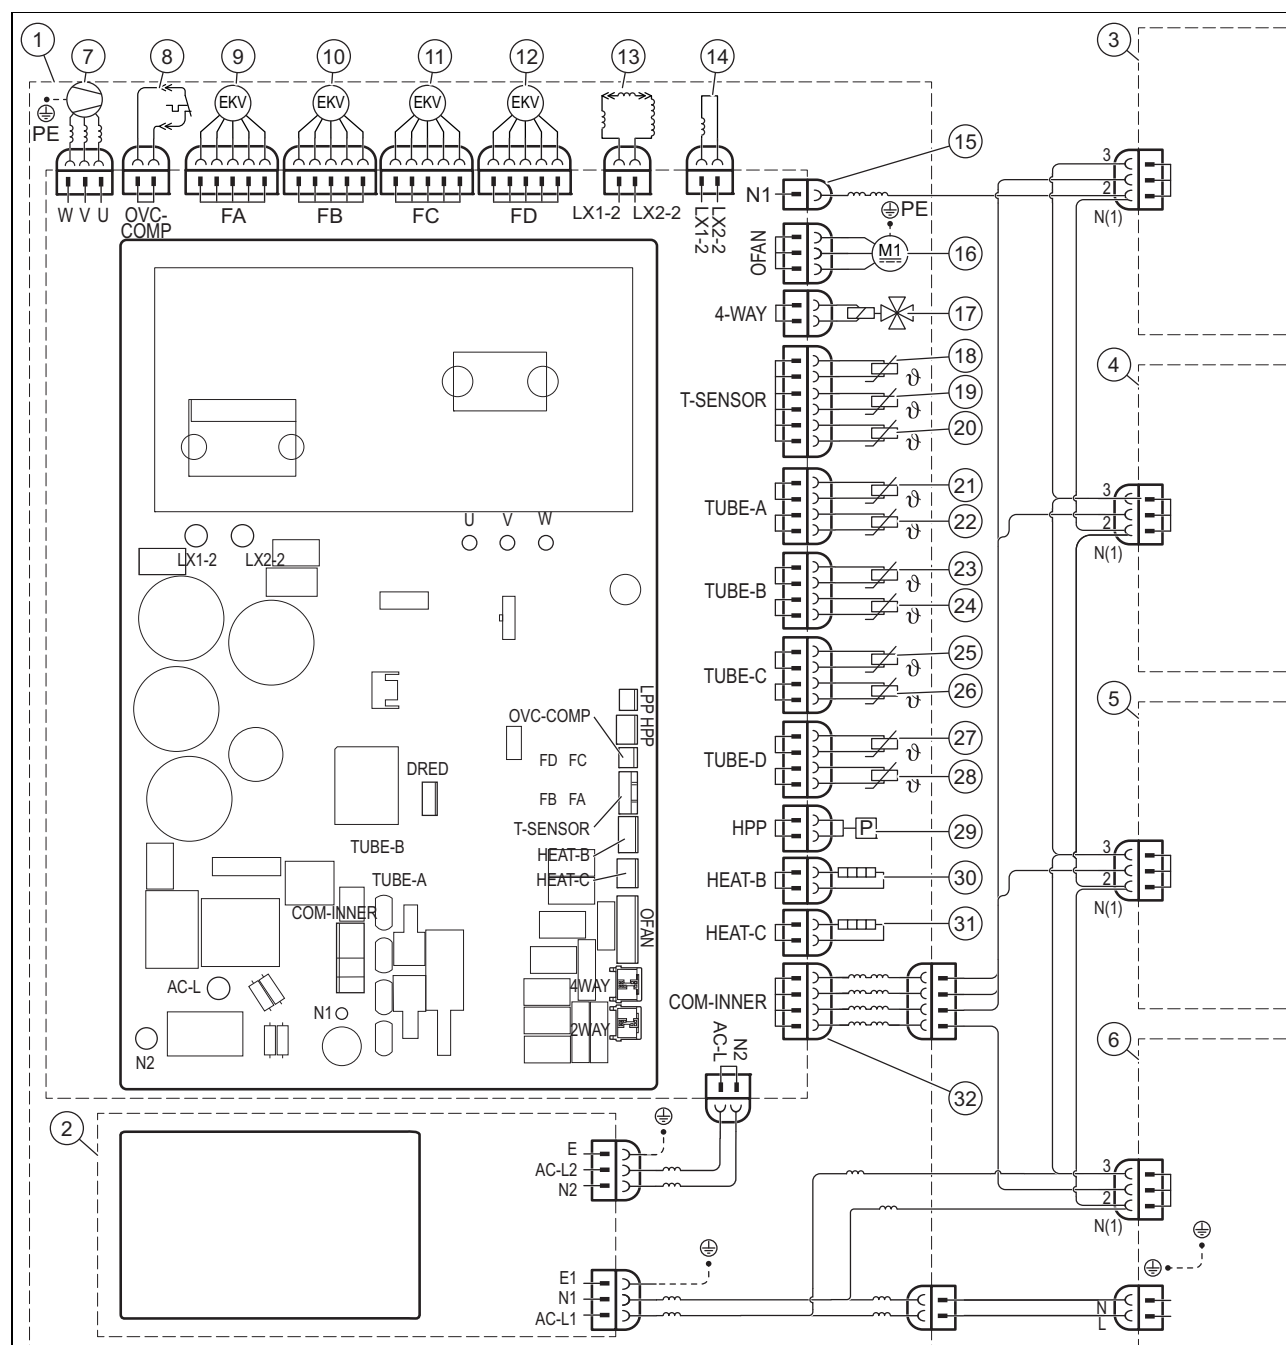 1
7
8
9
10
11
12
13
14
3
EKV
EKV
EKV
EKV
PE
15
3
2
N(1)
N1
W V U
OVC-COMP
FA
FB
FC
FD
LX1-2
LX2-2
LX1-2
LX2-2
PE
OFAN
M1
16
4-WAY
17
T-SENSOR
18
ϑ
19
ϑ
20
ϑ
4
TUBE-A
21
ϑ
22
ϑ
3
2
N(1)
U
V
W
LX1-2
LX2-2
TUBE-B
23
ϑ
24
ϑ
TUBE-C
25
ϑ
26
ϑ
5
LPP HPP
OVC-COMP
FD FC
TUBE-D
27
ϑ
28
ϑ
DRED
FB FA
T-SENSOR
HPP
P
29
TUBE-B
HEAT-B
3
2
N(1)
TUBE-A
HEAT-C
HEAT-B
30
COM-INNER
OFAN
HEAT-C
31
AC-L
4WAY
COM-INNER
N1
2WAY
N2
AC-L
N2
6
32
2
E
AC-L2
N2
3
2
N(1)
E1
N1
AC-L1
N
L